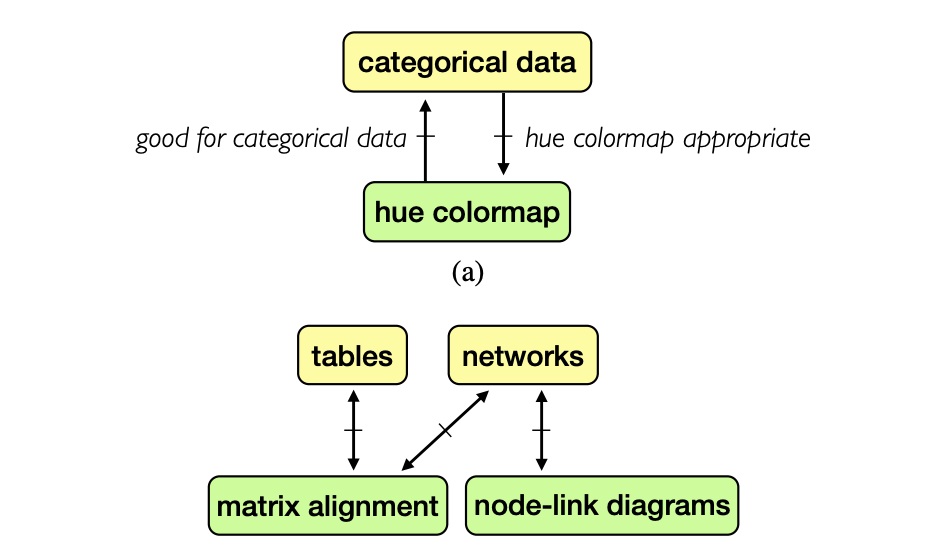 categorical data
good for categorical data
hue colormap appropriate
hue colormap
(a)
tables
networks
matrix alignment
node-link diagrams